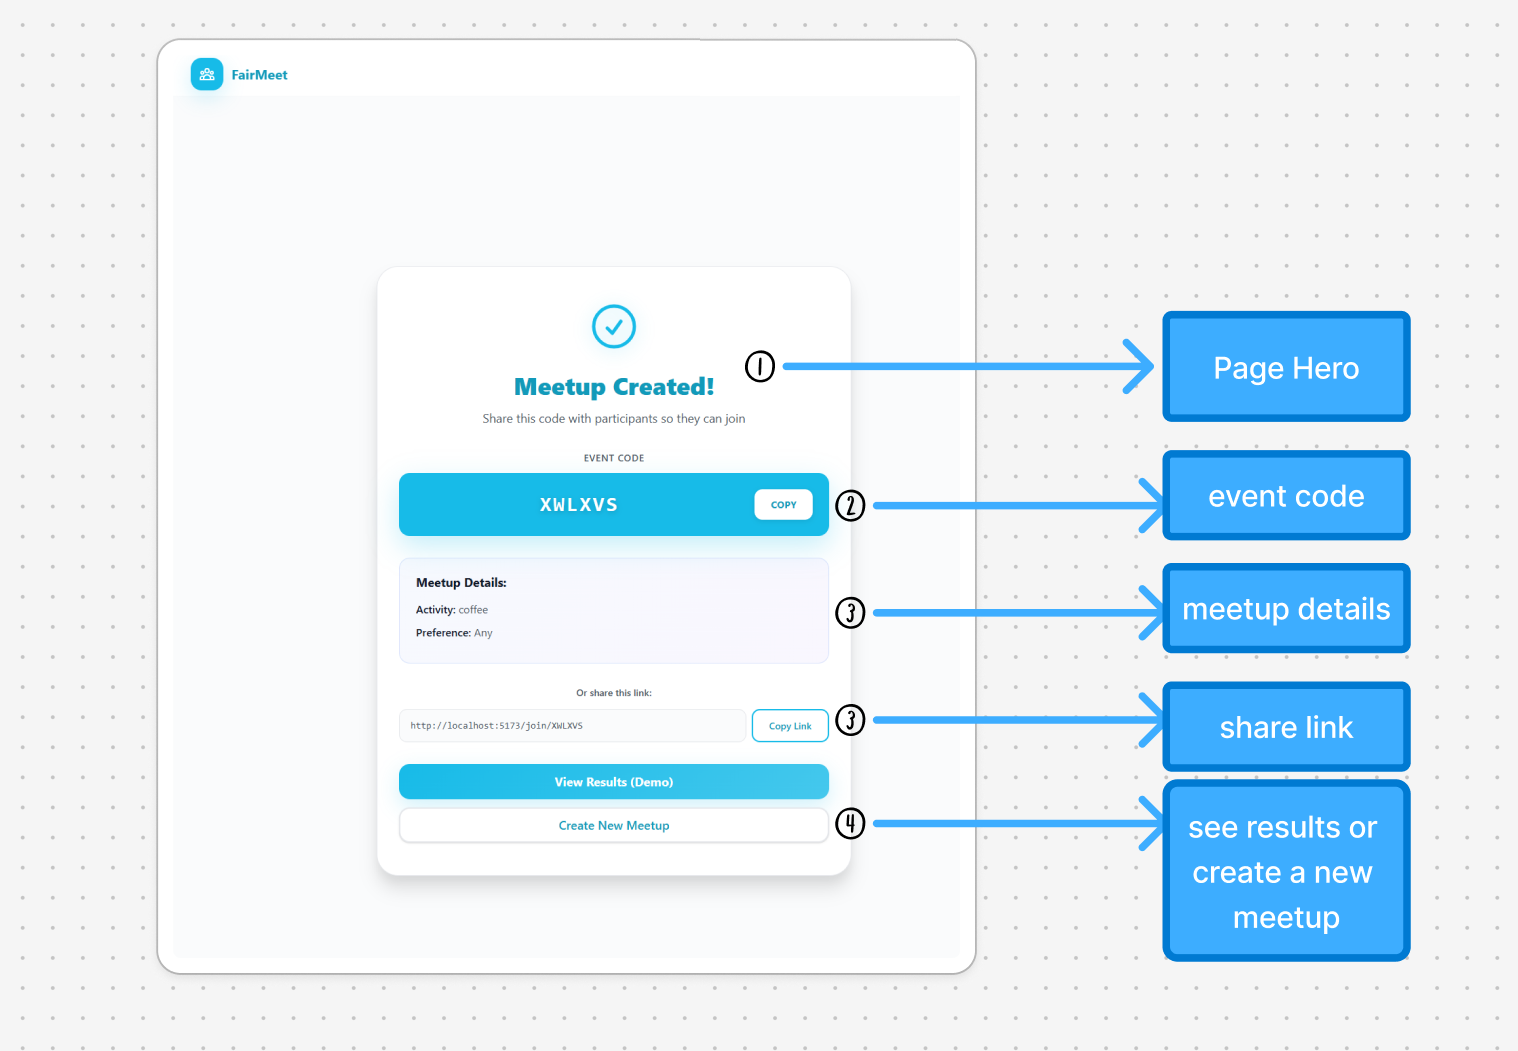 FairMeet
Meetup Created!
Share this code with participants so they can join
EVENT CODE
XWLXVS
COPY
Meetup Details:
Activity: coffee
Preference: Any
Or share this link:
http://localhost:5173/join/XWLXVS
Copy Link
View Results (Demo)
Create New Meetup
1
Page Hero
2
event code
3
meetup details
3
share link
4
see results or
create a new
meetup